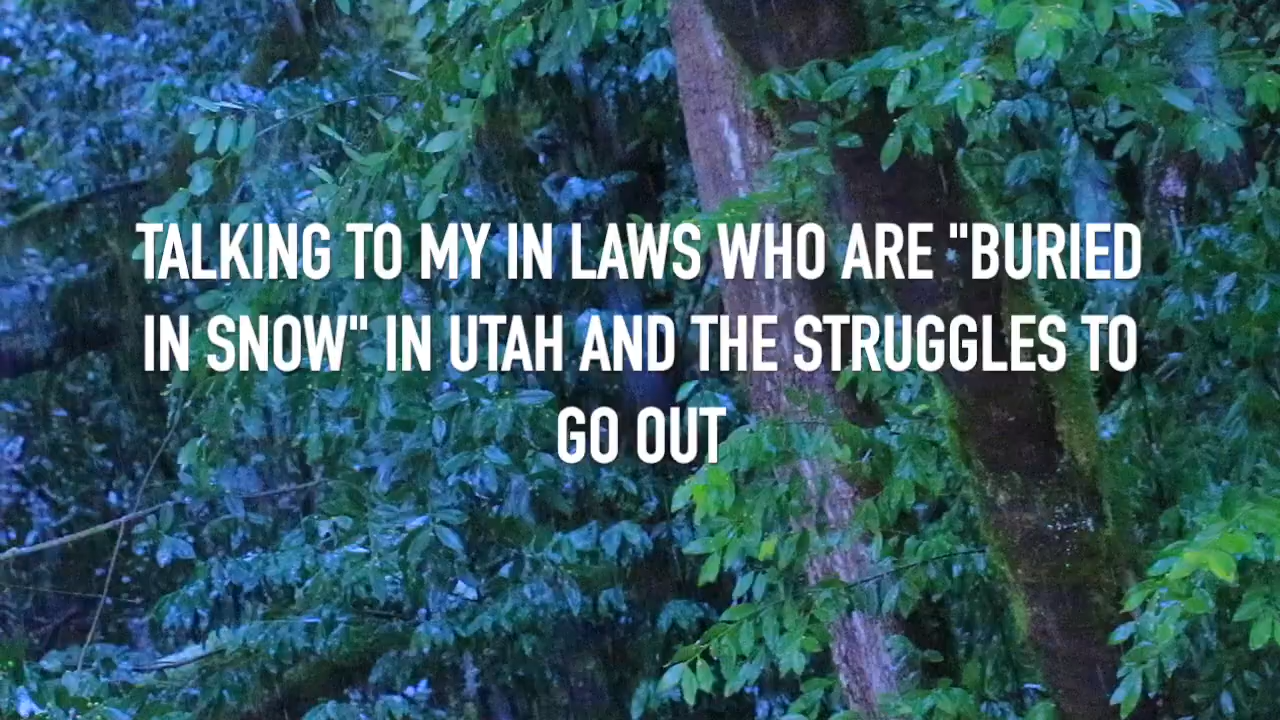 TALKING TO MY IN LAWS WHO ARE "BURIED
IN SNOW" IN UTAH AND THE STRUGGLES TO
GO OUT